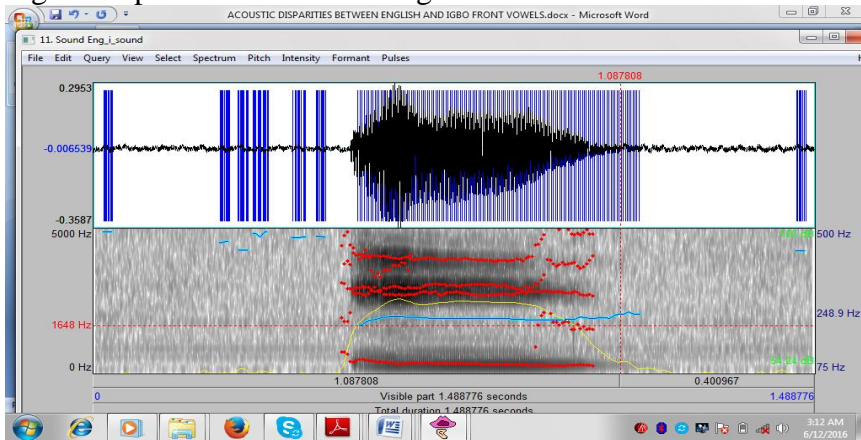 ACOUSTIC DISPARITIES BETWEEN ENGLISH AND IGBO FRONT VOWELS.docx - Microsoft Word
11. Sound Eng_i_sound
File Edit Query View Select Spectrum Pitch Intensity Formant Pulses
1.087808
0.2953
-0.006539
-0.3587
5000 Hz 500 Hz
1648 Hz 248.9 Hz
0 Hz 75 Hz
1.087808 0.400967
0 Visible part 1.488776 seconds 1.488776
Total duration 1.488776 seconds
3:12 AM
6/12/2016